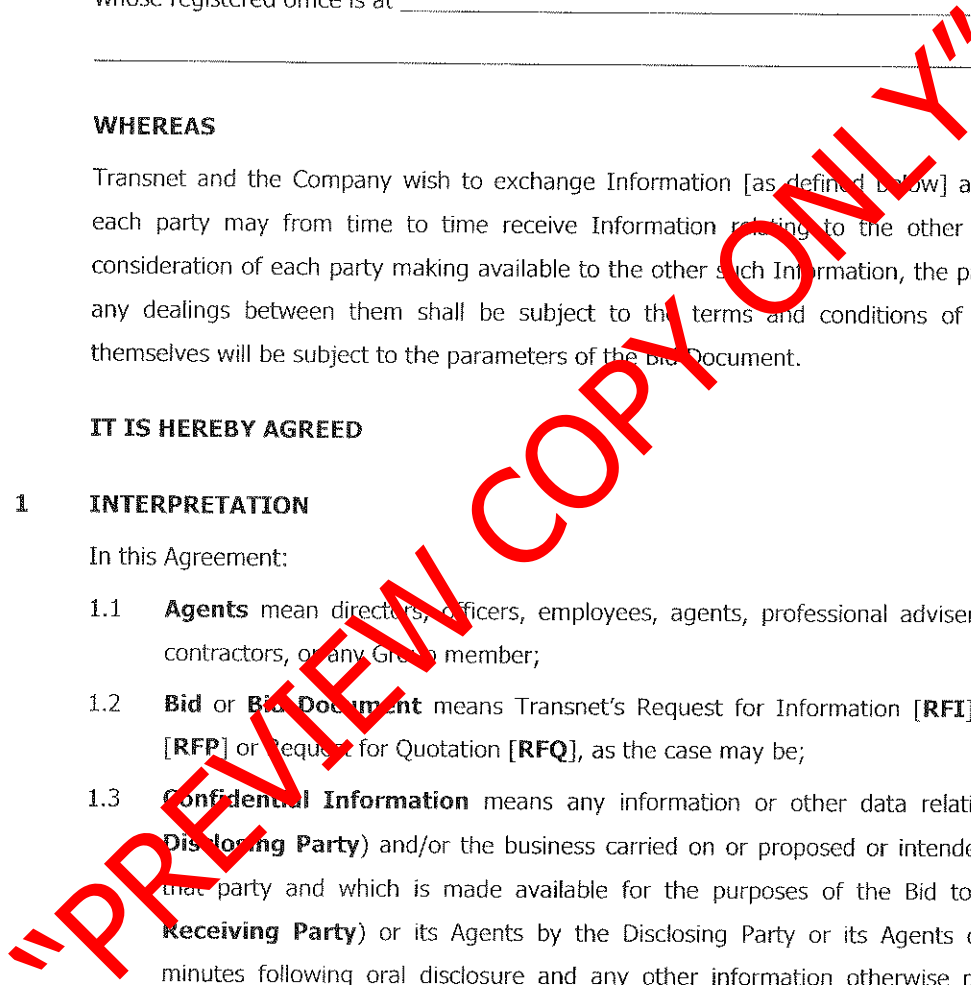 whose registered office is at
WHEREAS
Transnet and the Company wish to exchange Information [as defined below] a
each party may from time to time receive Information relating to the other
consideration of each party making available to the other such Information, the p
any dealings between them shall be subject to the terms and conditions of
themselves will be subject to the parameters of the Bid Document.
IT IS HEREBY AGREED
1 INTERPRETATION
In this Agreement:
1.1 Agents mean directors, officers, employees, agents, professional adviser
contractors, or any Group member;
1.2 Bid or Bid Document means Transnet's Request for Information [RFI]
[RFP] or Request for Quotation [RFQ], as the case may be;
1.3 Confidential Information means any information or other data relati
Disclosing Party) and/or the business carried on or proposed or intende
that party and which is made available for the purposes of the Bid to
Receiving Party) or its Agents by the Disclosing Party or its Agents
minutes following oral disclosure and any other information otherwise
"PREVIEW COPY ONLY"